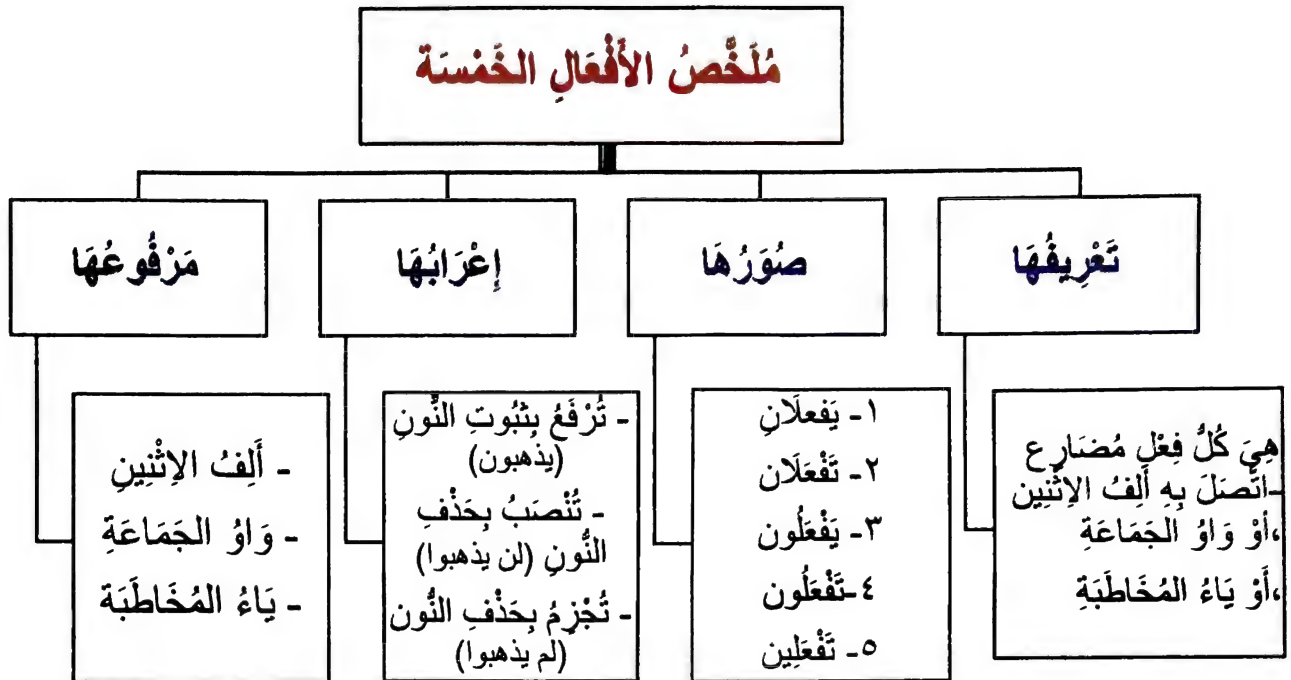 مُلَخَّصُ الأَفْعَالِ الخَمْسَة
تَعْرِيفُهَا
صُوَرُهَا
إِعْرَابُهَا
مَرْفُوعُهَا
هِيَ كُلُّ فِعْلٍ مُضَارِع
-اتَّصَلَ بِهِ أَلِفُ الإِثْنِين
،أَوْ وَاوُ الجَمَاعَةِ
،أَوْ يَاءُ المُخَاطَبَةِ
١- يَفعلَانِ
٢- تَفْعَلَان
٣- يَفْعَلُون
٤-تَفْعَلُون
٥- تَفْعَلِين
- تُرْفَعُ بِثُبُوتِ النُّونِ
(يذهبون)
- تُنْصَبُ بِحَذْفِ
النُّونِ (لن يذهبوا)
- تُجْزِمُ بِحَذْفِ النُّون
(لم يذهبوا)
- أَلِفُ الاِثْنِينِ
- وَاوُ الجَمَاعَةِ
- يَاءُ المُخَاطَبَة